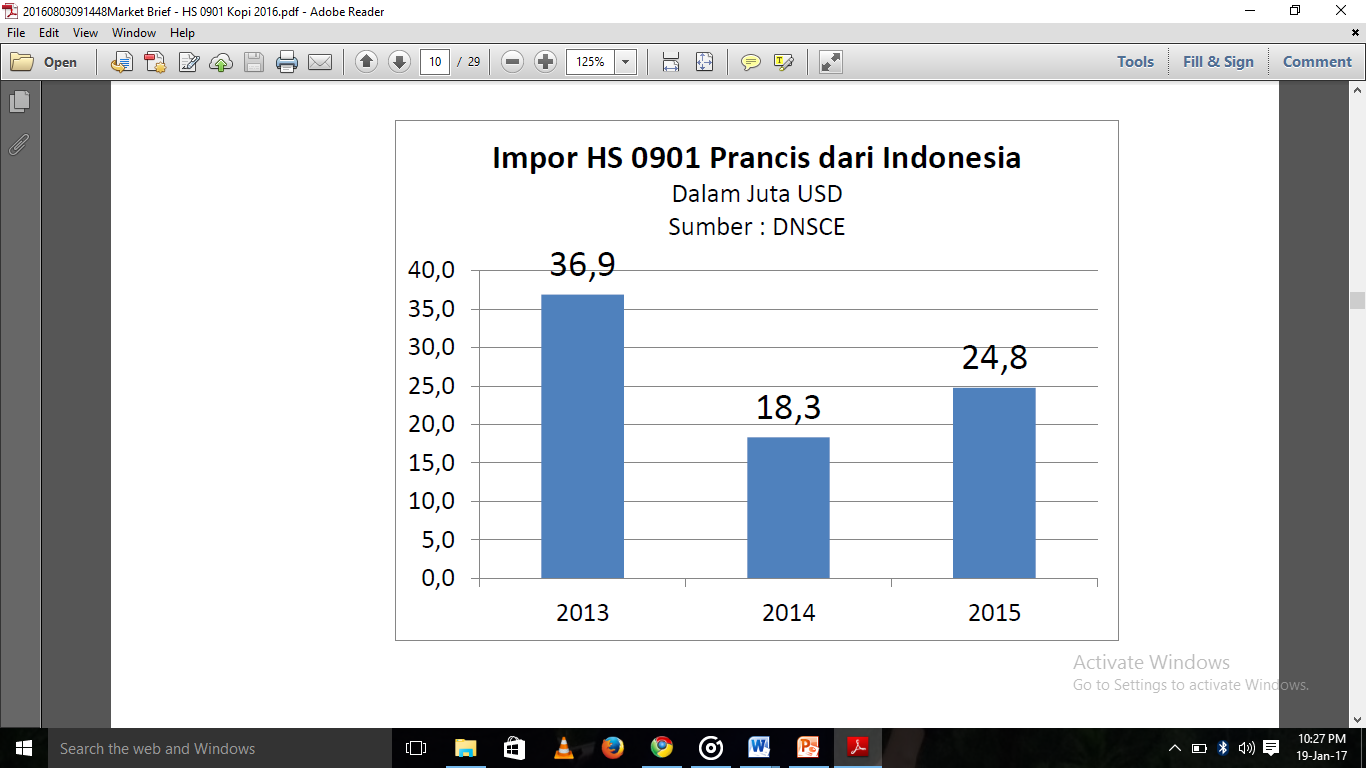 20160803091448Market Brief - HS 0901 Kopi 2016.pdf - Adobe Reader
File Edit View Window Help
Open 10 / 29 125% Tools Fill & Sign Comment
Impor HS 0901 Prancis dari Indonesia
Dalam Juta USD
Sumber : DNSCE
40,0
35,0
30,0
25,0
20,0
15,0
10,0
5,0
0,0
36,9
18,3
24,8
2013 2014 2015
Activate Windows
Go to Settings to activate Windows.
Search the web and Windows
10:27 PM
19-Jan-17